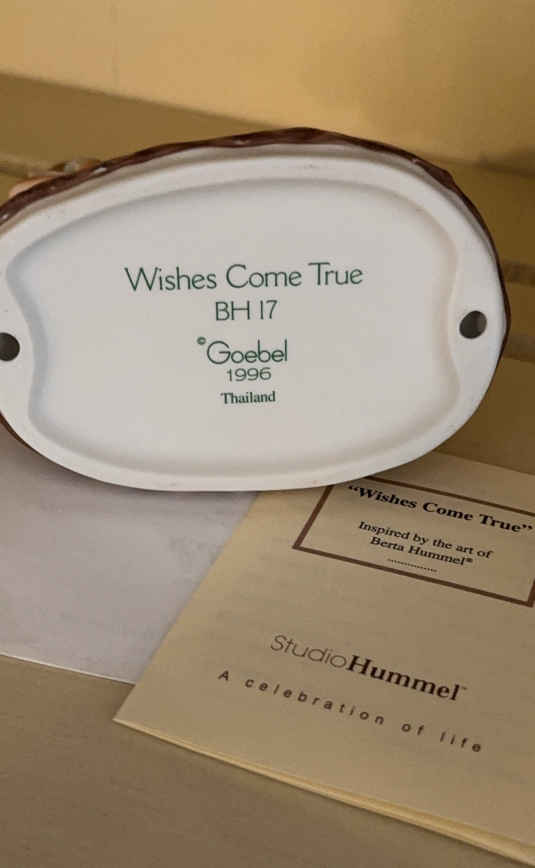 Wishes Come True
BH 17
©Goebel
1996
Thailand
"Wishes Come True"
Inspired by the art of
Berta Hummel®
StudioHummel™
A celebration of life